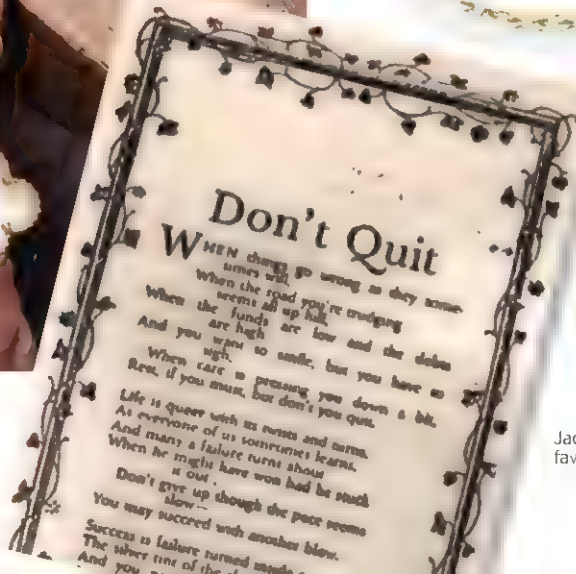 Don't Quit
WHEN things go wrong as they some-
times will,
When the road you're trudging
seems all up hill,
When the funds are low and the debts
are high
And you want to smile, but you have to
sigh,
When care is pressing you down a bit,
Rest, if you must, but don't you quit.
Life is queer with its twists and turns,
As everyone of us sometimes learns,
And many a failure turns about
When he might have won had he stuck
it out
Don't give up though the pace seems
slow—
You may succeed with another blow.
Success is failure turned
The silver tint of the
And you
Jac
fav